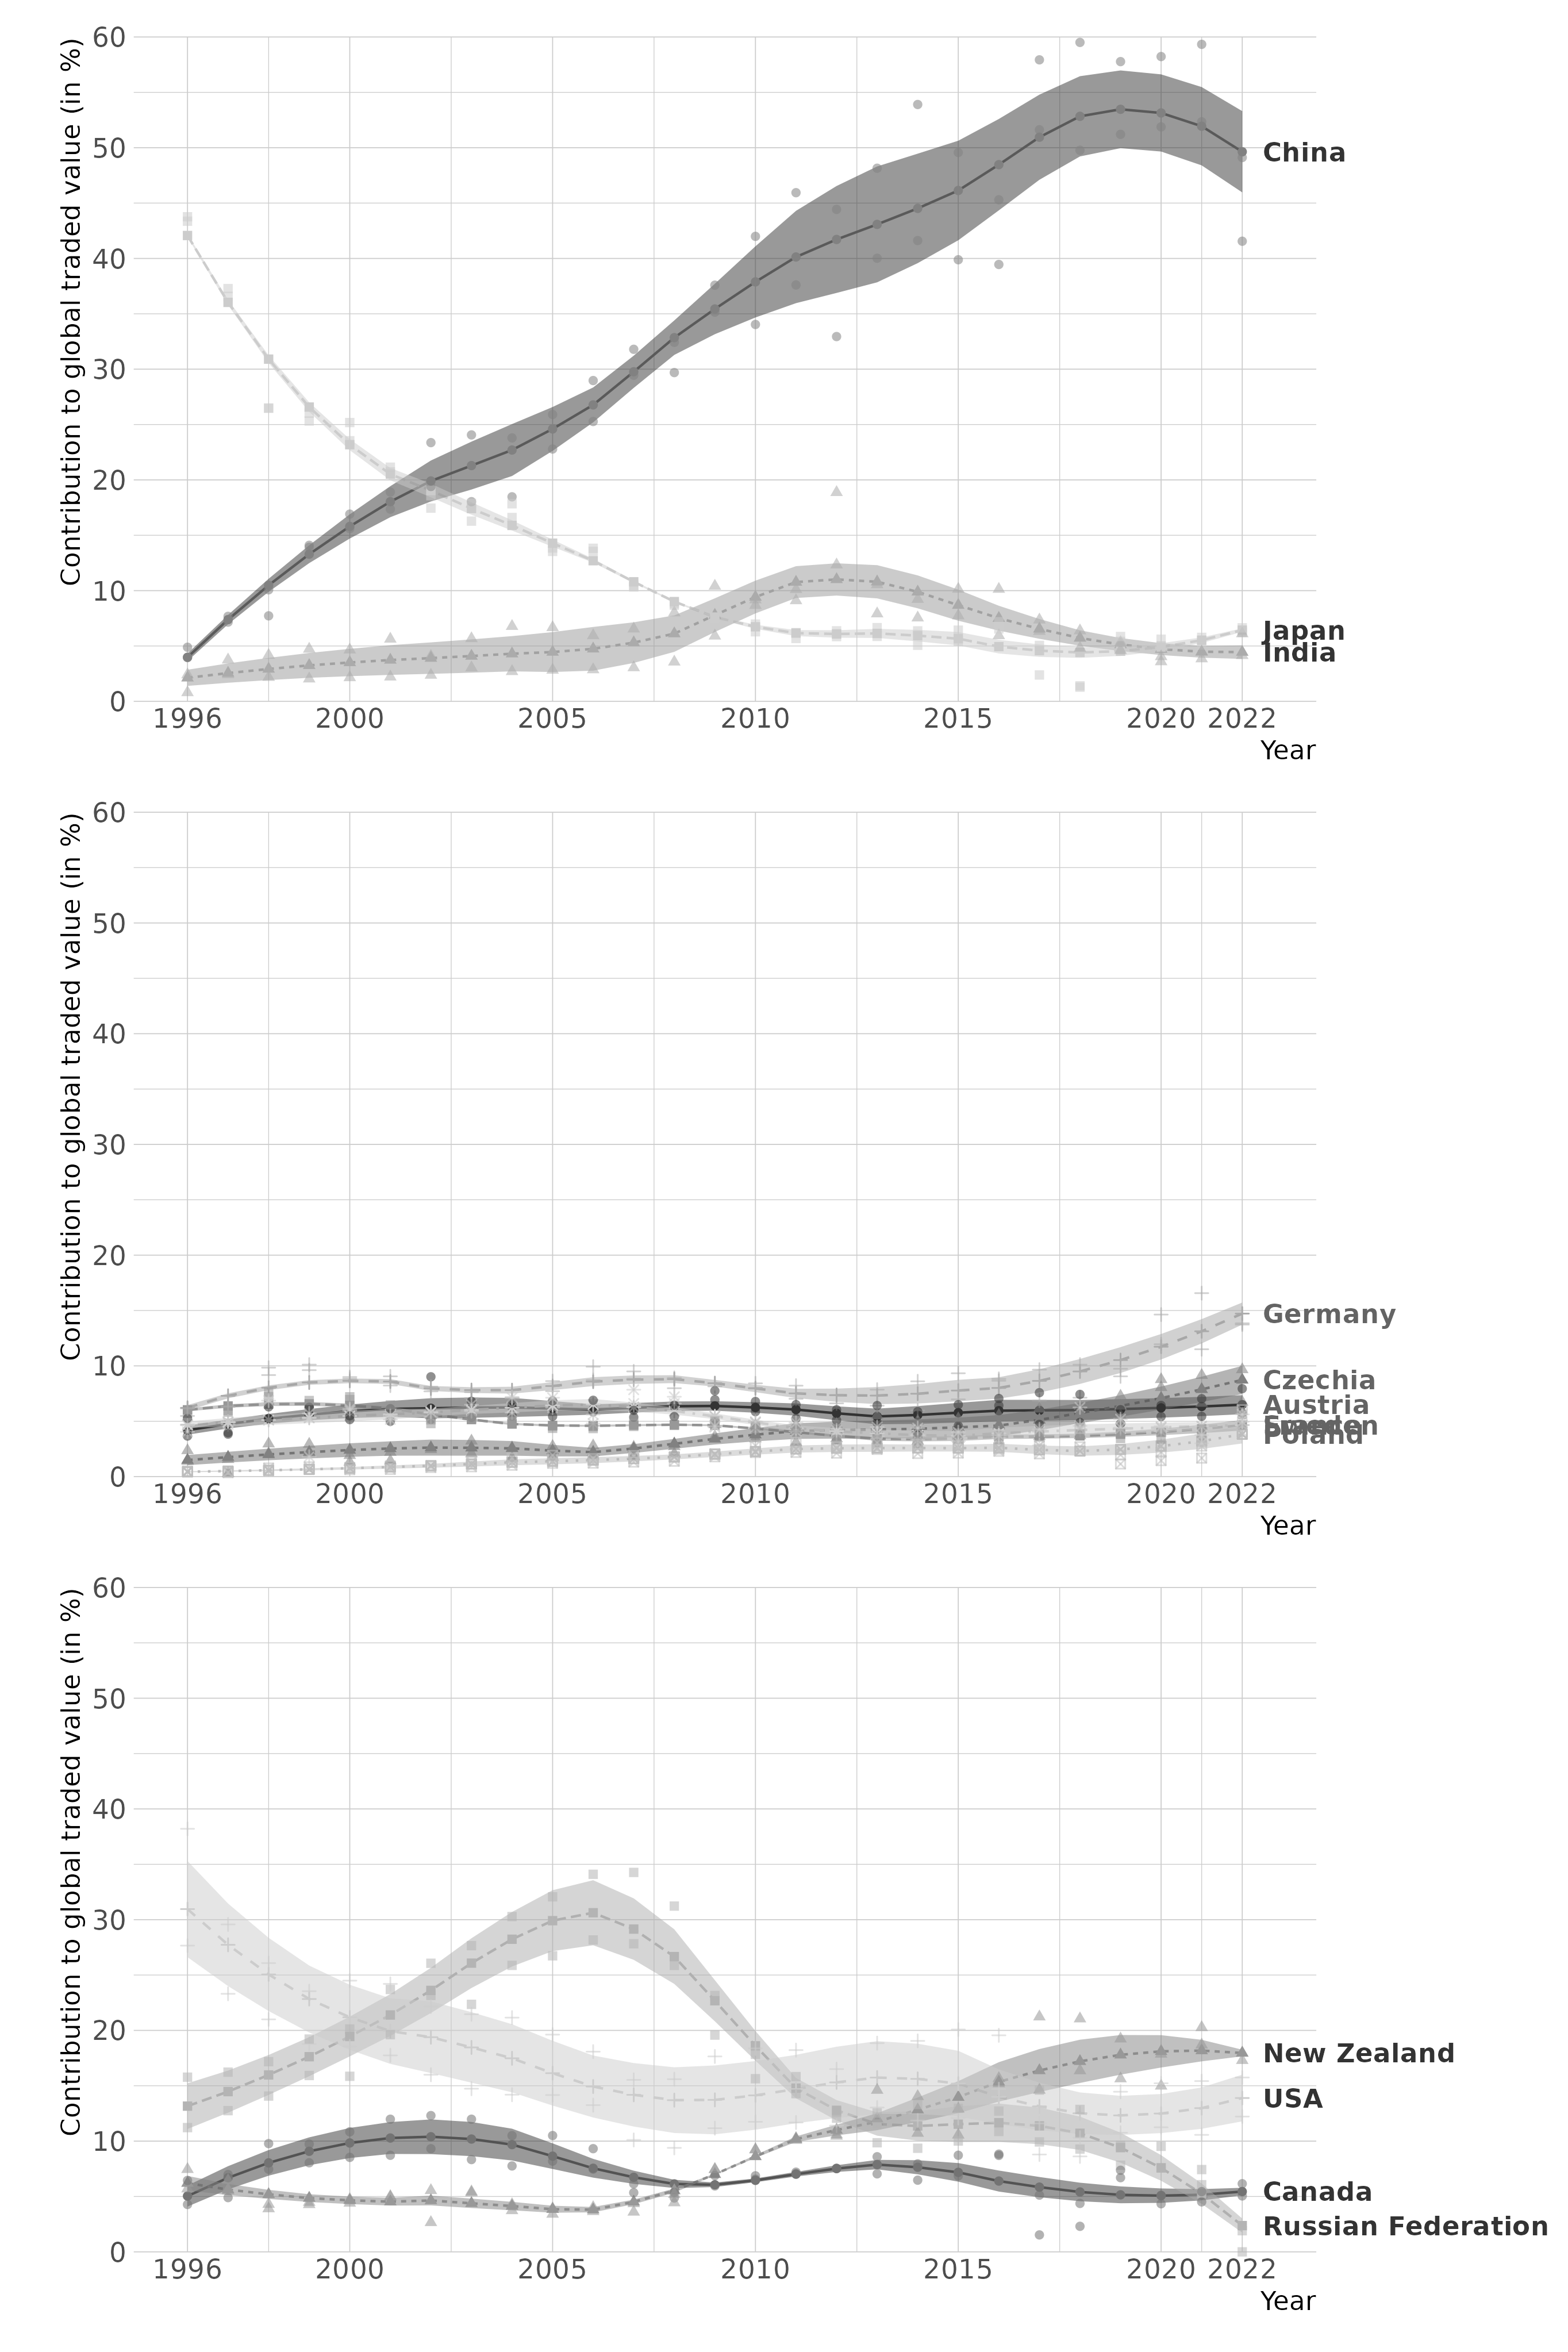 Contribution to global traded value (in %)
60
50
40
30
20
10
0
China
Japan
India
1996 2000 2005 2010 2015 2020 2022
Year
Contribution to global traded value (in %)
60
50
40
30
20
10
0
Germany
Czechia
Austria
Sweden
Poland
1996 2000 2005 2010 2015 2020 2022
Year
Contribution to global traded value (in %)
60
50
40
30
20
10
0
New Zealand
USA
Canada
Russian Federation
1996 2000 2005 2010 2015 2020 2022
Year